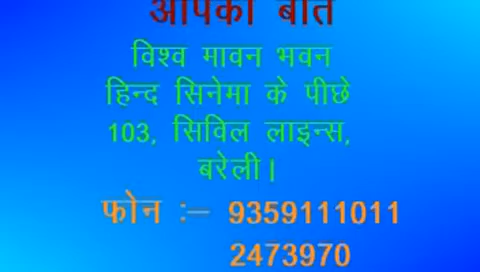 आपकी बात
विश्व मावन भवन
हिन्द सिनेमा के पीछे
103, सिविल लाइन्स,
बरेली।
फोन :– 9359111011
2473970